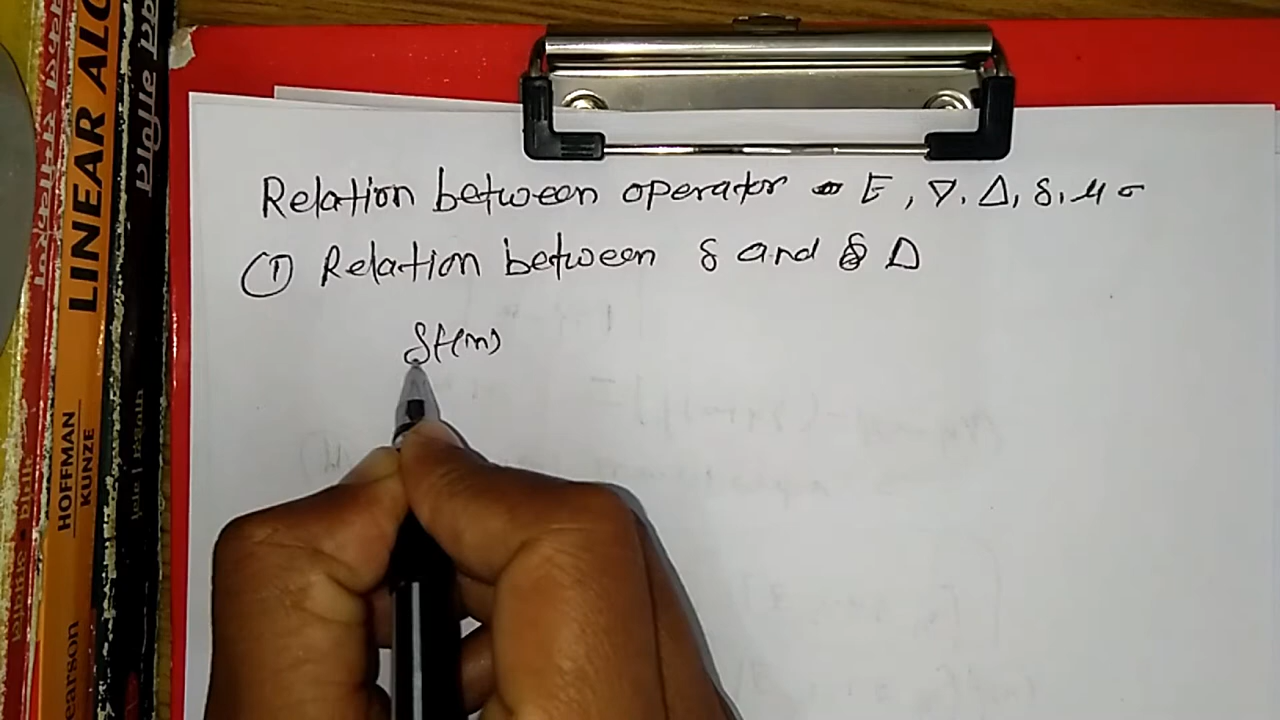 Relation between operator E, ∇, Δ, δ, μ σ
① Relation between δ and Δ
δf(n)
LINEAR ALG
HOFFMAN
KUNZE
earson